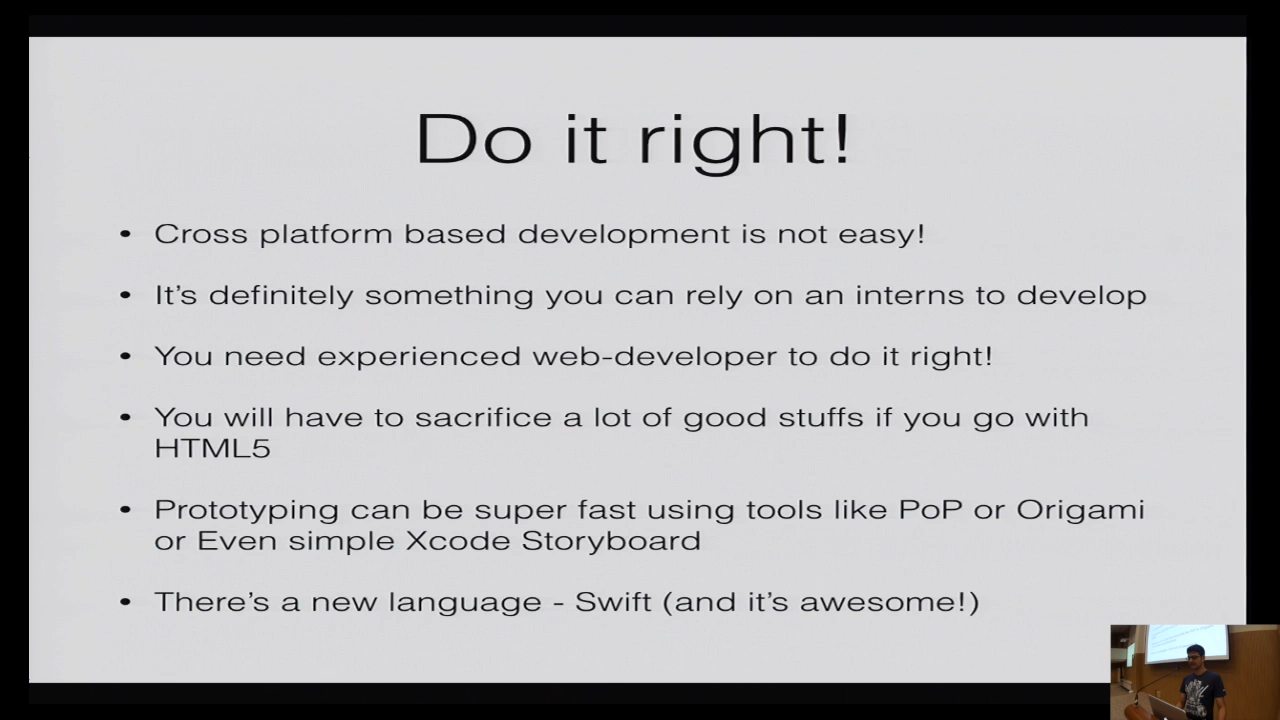 Do it right!
• Cross platform based development is not easy!
• It’s definitely something you can rely on an interns to develop
• You need experienced web-developer to do it right!
• You will have to sacrifice a lot of good stuffs if you go with
HTML5
• Prototyping can be super fast using tools like PoP or Origami
or Even simple Xcode Storyboard
• There’s a new language - Swift (and it’s awesome!)